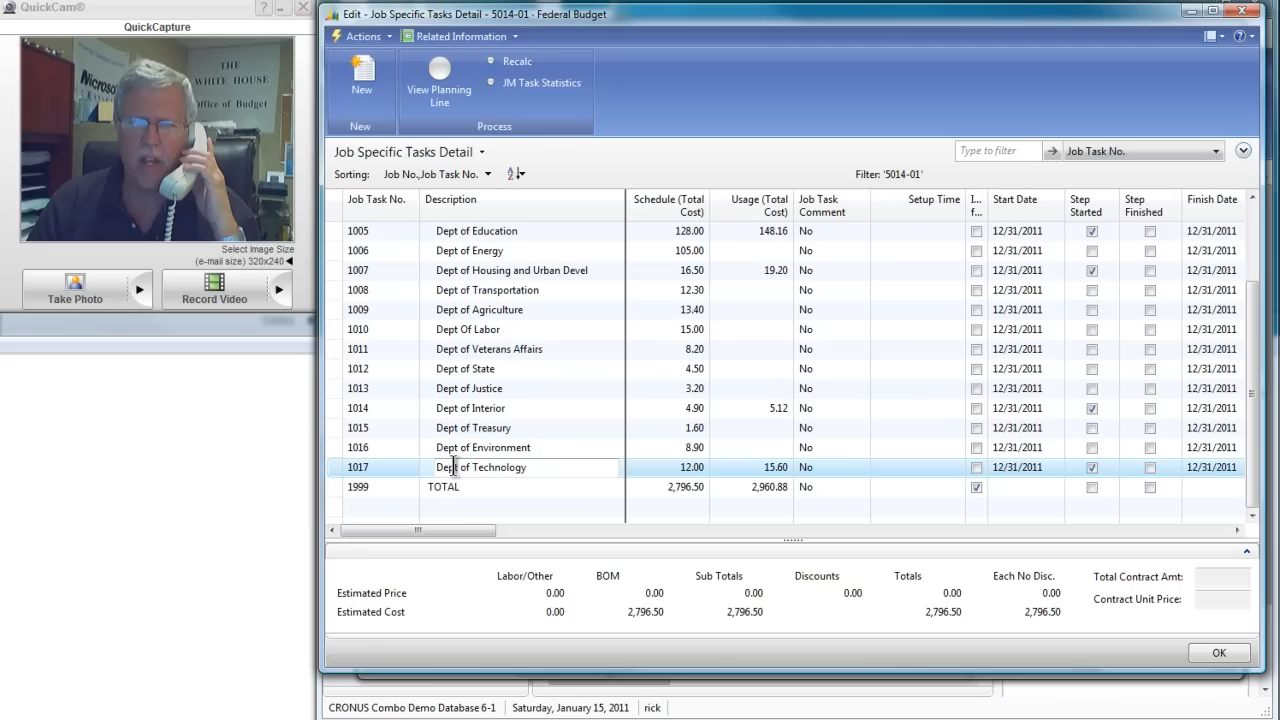 QuickCam®
QuickCapture
THE
WHITE HOUSE
Office of Budget
Select Image Size
(e-mail size) 320x240
Take Photo
Record Video
Edit - Job Specific Tasks Detail - 5014-01 · Federal Budget
Actions
Related Information
New
View Planning Line
Recalc
JM Task Statistics
New
Process
Job Specific Tasks Detail
Type to filter
Job Task No.
Sorting: Job No.,Job Task No.
Filter: '5014-01'
Job Task No. Description Schedule (Total Cost) Usage (Total Cost) Job Task Comment Setup Time I... f... Start Date Step Started Step Finished Finish Date
1005 Dept of Education 128.00 148.16 No 12/31/2011 12/31/2011
1006 Dept of Energy 105.00 No 12/31/2011 12/31/2011
1007 Dept of Housing and Urban Devel 16.50 19.20 No 12/31/2011 12/31/2011
1008 Dept of Transportation 12.30 No 12/31/2011 12/31/2011
1009 Dept of Agriculture 13.40 No 12/31/2011 12/31/2011
1010 Dept Of Labor 15.00 No 12/31/2011 12/31/2011
1011 Dept of Veterans Affairs 8.20 No 12/31/2011 12/31/2011
1012 Dept of State 4.50 No 12/31/2011 12/31/2011
1013 Dept of Justice 3.20 No 12/31/2011 12/31/2011
1014 Dept of Interior 4.90 5.12 No 12/31/2011 12/31/2011
1015 Dept of Treasury 1.60 No 12/31/2011 12/31/2011
1016 Dept of Environment 8.90 No 12/31/2011 12/31/2011
1017 Dept of Technology 12.00 15.60 No 12/31/2011 12/31/2011
1999 TOTAL 2,796.50 2,960.88 No
Labor/Other BOM Sub Totals Discounts Totals Each No Disc. Total Contract Amt:
Estimated Price 0.00 0.00 0.00 0.00 0.00 0.00 Contract Unit Price:
Estimated Cost 0.00 2,796.50 2,796.50 2,796.50 2,796.50
OK
CRONUS Combo Demo Database 6-1 Saturday, January 15, 2011 rick